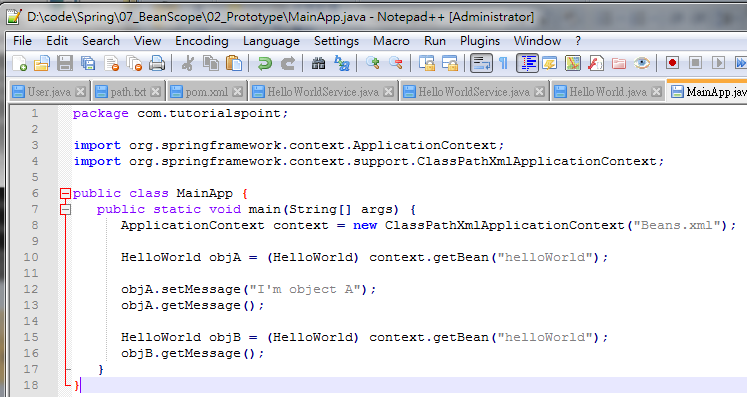 D:\code\Spring\07_BeanScope\02_Prototype\MainApp.java - Notepad++ [Administrator]
File Edit Search View Encoding Language Settings Macro Run Plugins Window ?
User.java path.txt pom.xml HelloWorldService.java HelloWorldService.java HelloWorld.java MainApp.jav
1 package com.tutorialspoint;
2
3 import org.springframework.context.ApplicationContext;
4 import org.springframework.context.support.ClassPathXmlApplicationContext;
5
6 public class MainApp {
7 public static void main(String[] args) {
8 ApplicationContext context = new ClassPathXmlApplicationContext("Beans.xml");
9
10 HelloWorld objA = (HelloWorld) context.getBean("helloWorld");
11
12 objA.setMessage("I'm object A");
13 objA.getMessage();
14
15 HelloWorld objB = (HelloWorld) context.getBean("helloWorld");
16 objB.getMessage();
17 }
18 }